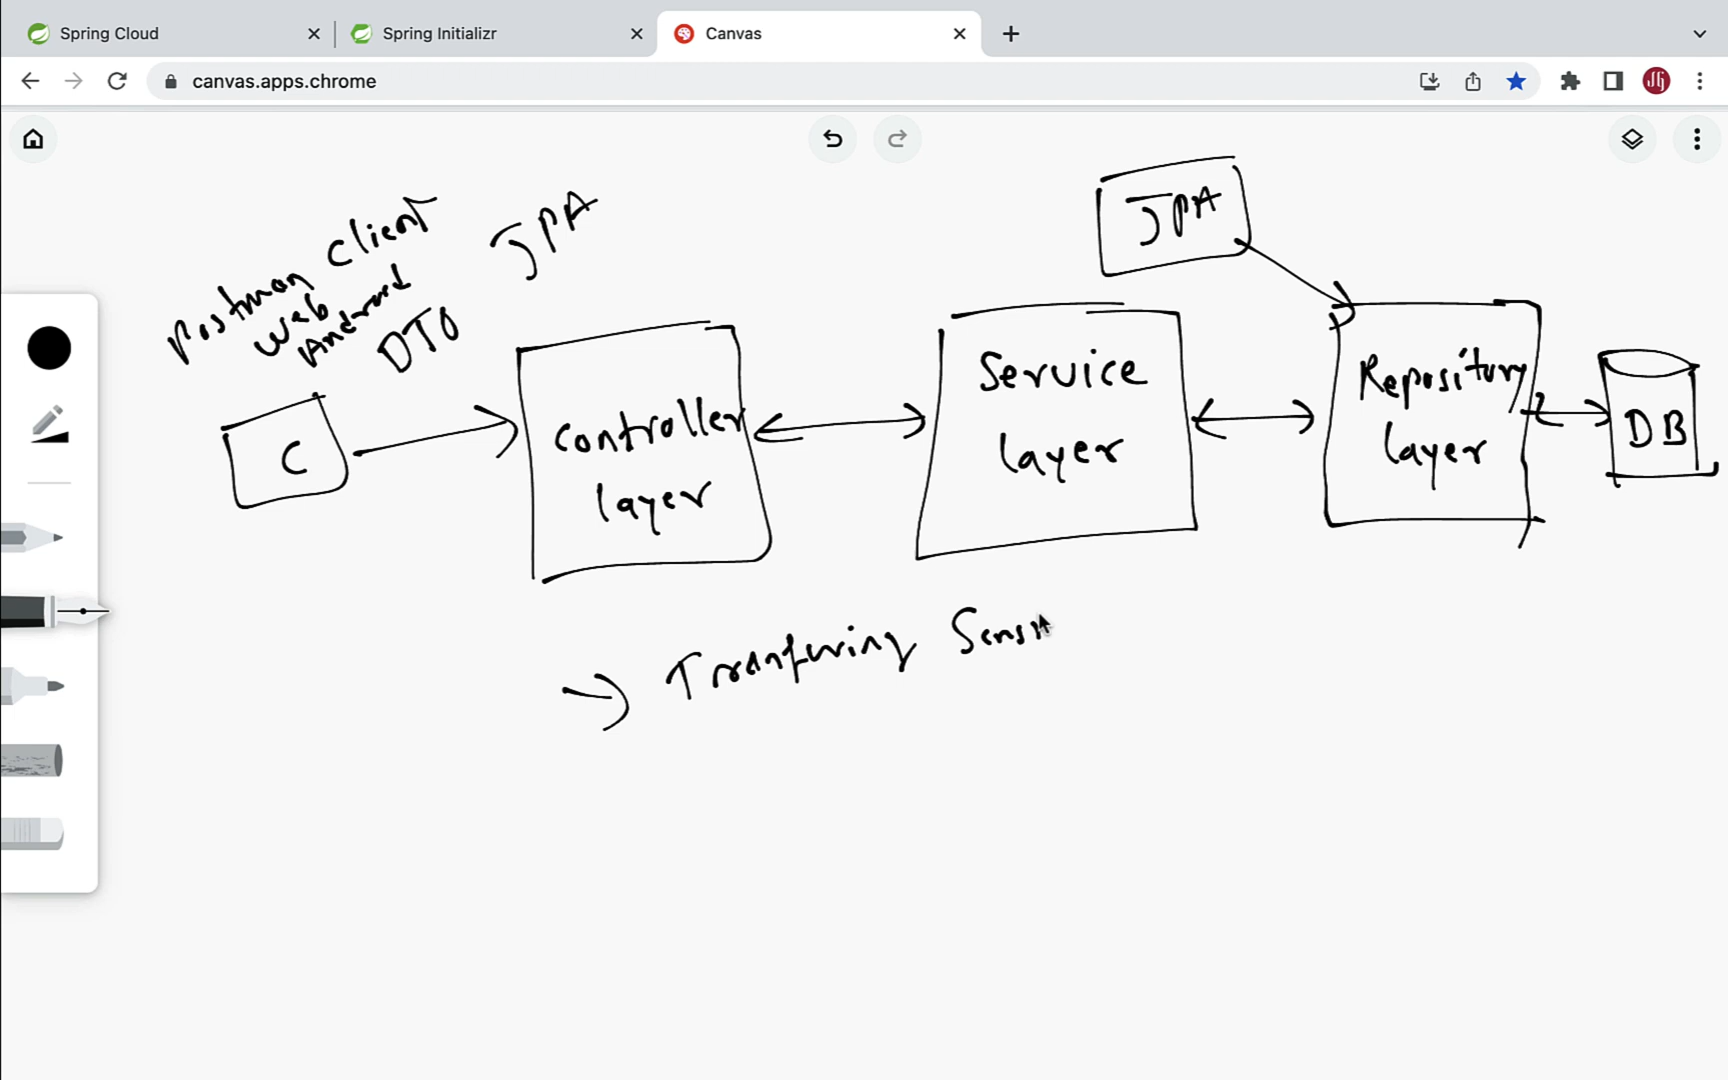 Spring Cloud
Spring Initializr
Canvas
canvas.apps.chrome
Client
Postman
Web
Android
DTO
JPA
JPA
C
Controller
layer
Service
layer
Repository
layer
DB
→ Tranfering Sensit